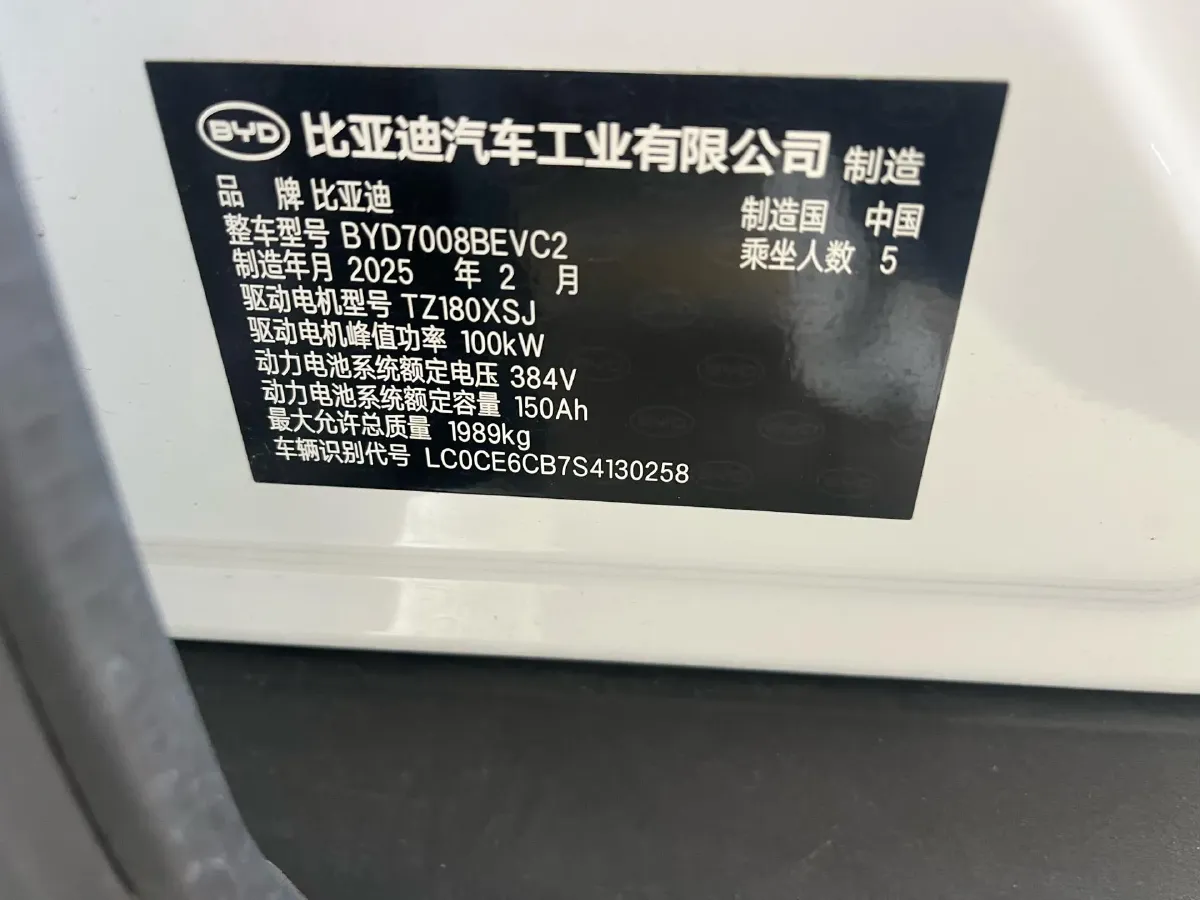 BYD 比亚迪汽车工业有限公司 制造
品 牌 比亚迪 制造国 中国
整车型号 BYD7008BEVC2 乘坐人数 5
制造年月 2025 年 2 月
驱动电机型号 TZ180XSJ
驱动电机峰值功率 100kW
动力电池系统额定电压 384V
动力电池系统额定容量 150Ah
最大允许总质量 1989kg
车辆识别代号 LC0CE6CB7S4130258